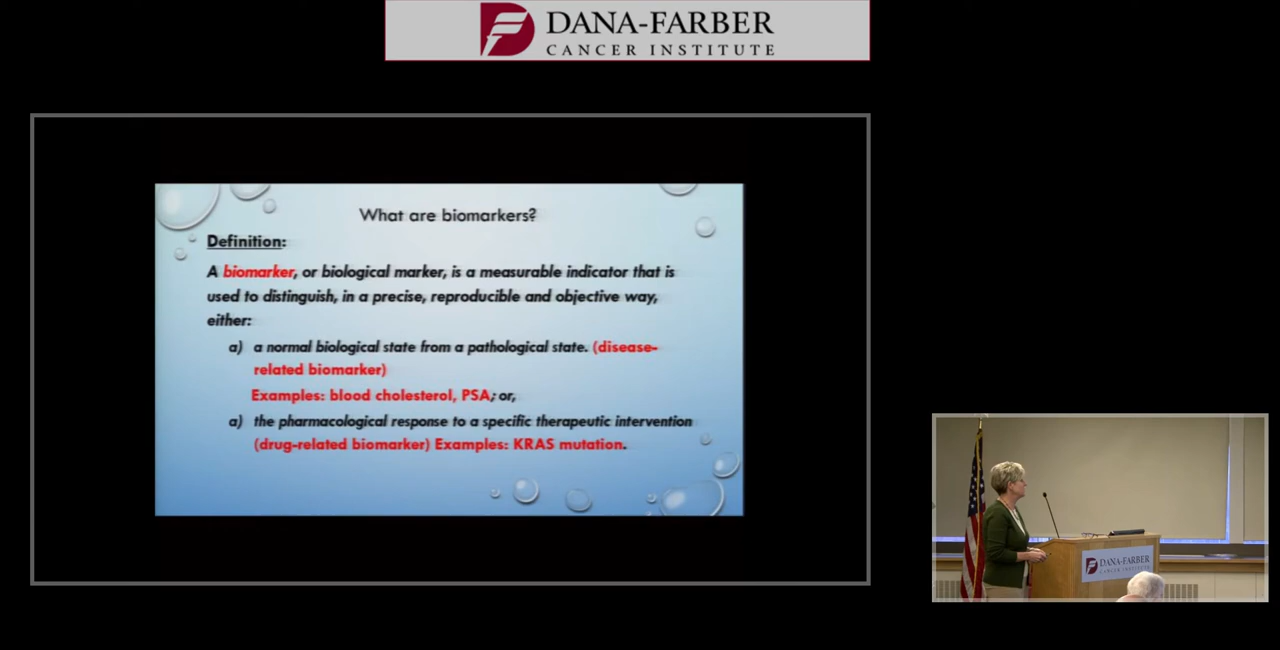 DANA-FARBER
CANCER INSTITUTE
What are biomarkers?
Definition:
A biomarker, or biological marker, is a measurable indicator that is
used to distinguish, in a precise, reproducible and objective way,
either:
a) a normal biological state from a pathological state. (disease-
related biomarker)
Examples: blood cholesterol, PSA; or,
a) the pharmacological response to a specific therapeutic intervention
(drug-related biomarker) Examples: KRAS mutation.
DANA-FARBER
CANCER INSTITUTE